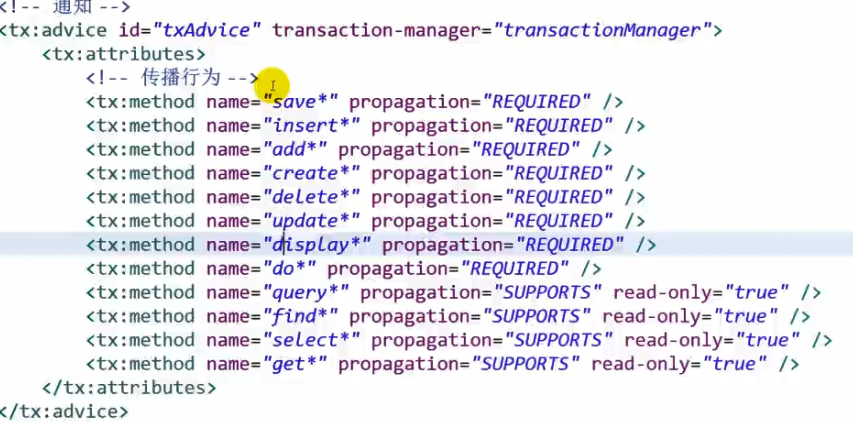 <!-- 通知 -->
<tx:advice id="txAdvice" transaction-manager="transactionManager">
<tx:attributes>
<!-- 传播行为 -->
<tx:method name="save*" propagation="REQUIRED" />
<tx:method name="insert*" propagation="REQUIRED" />
<tx:method name="add*" propagation="REQUIRED" />
<tx:method name="create*" propagation="REQUIRED" />
<tx:method name="delete*" propagation="REQUIRED" />
<tx:method name="update*" propagation="REQUIRED" />
<tx:method name="display*" propagation="REQUIRED" />
<tx:method name="do*" propagation="REQUIRED" />
<tx:method name="query*" propagation="SUPPORTS" read-only="true" />
<tx:method name="find*" propagation="SUPPORTS" read-only="true" />
<tx:method name="select*" propagation="SUPPORTS" read-only="true" />
<tx:method name="get*" propagation="SUPPORTS" read-only="true" />
</tx:attributes>
</tx:advice>